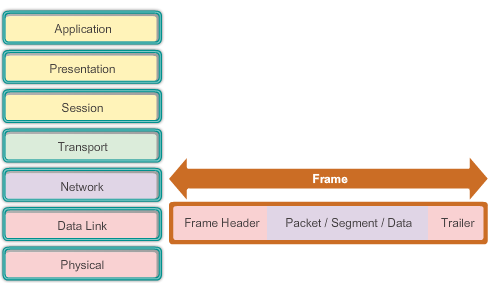 Application
Presentation
Session
Transport
Network
Frame
Data Link
Frame Header
Packet / Segment / Data
Trailer
Physical